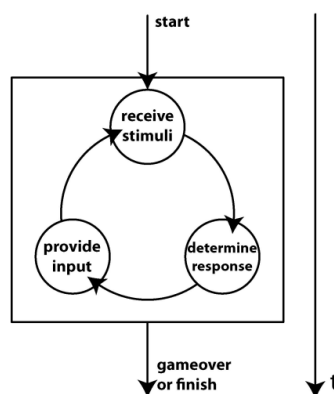 start
receive
stimuli
provide
input
determine
response
gameover
or finish
t